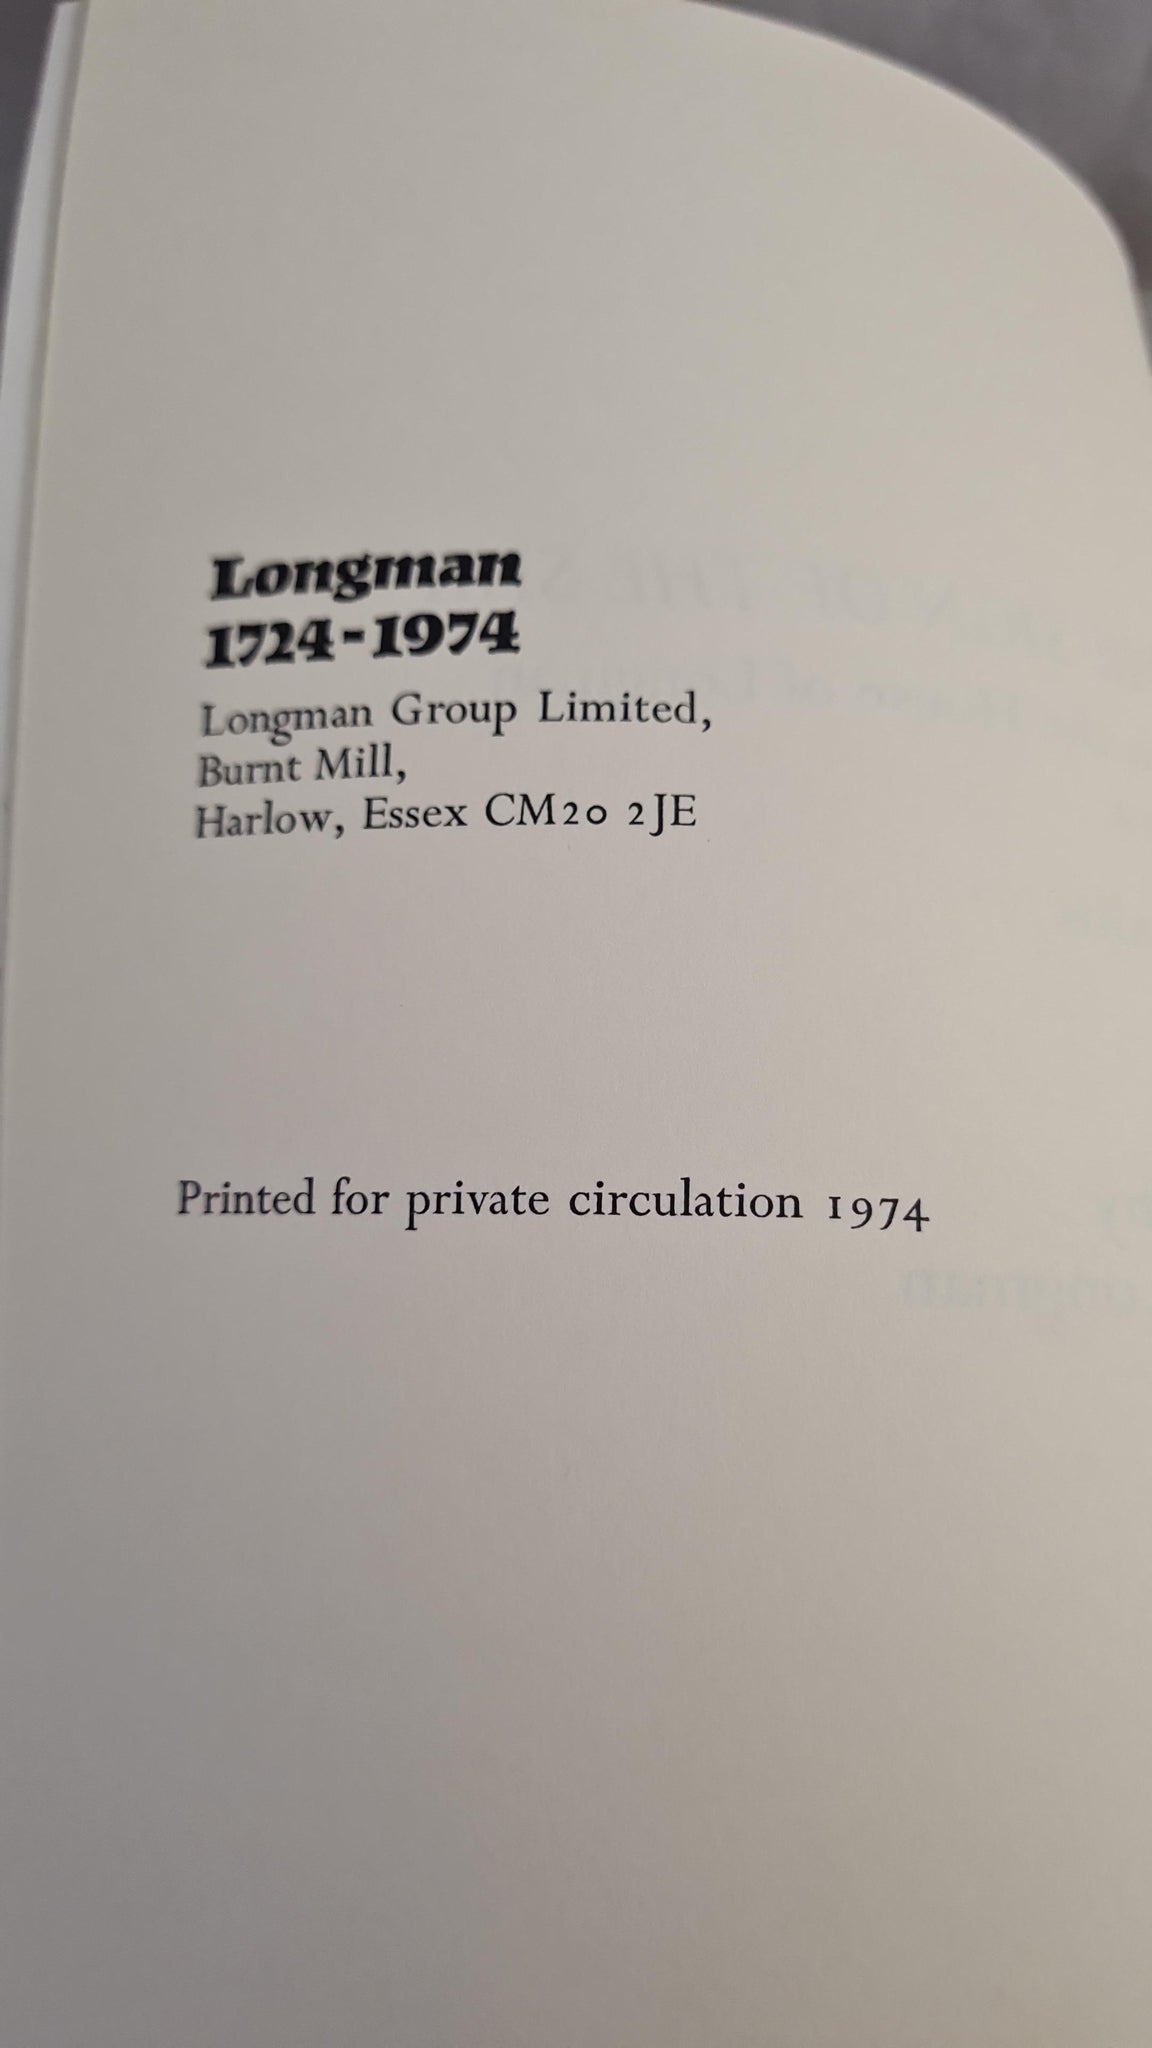 Longman
1724-1974
Longman Group Limited,
Burnt Mill,
Harlow, Essex CM20 2JE
Printed for private circulation 1974